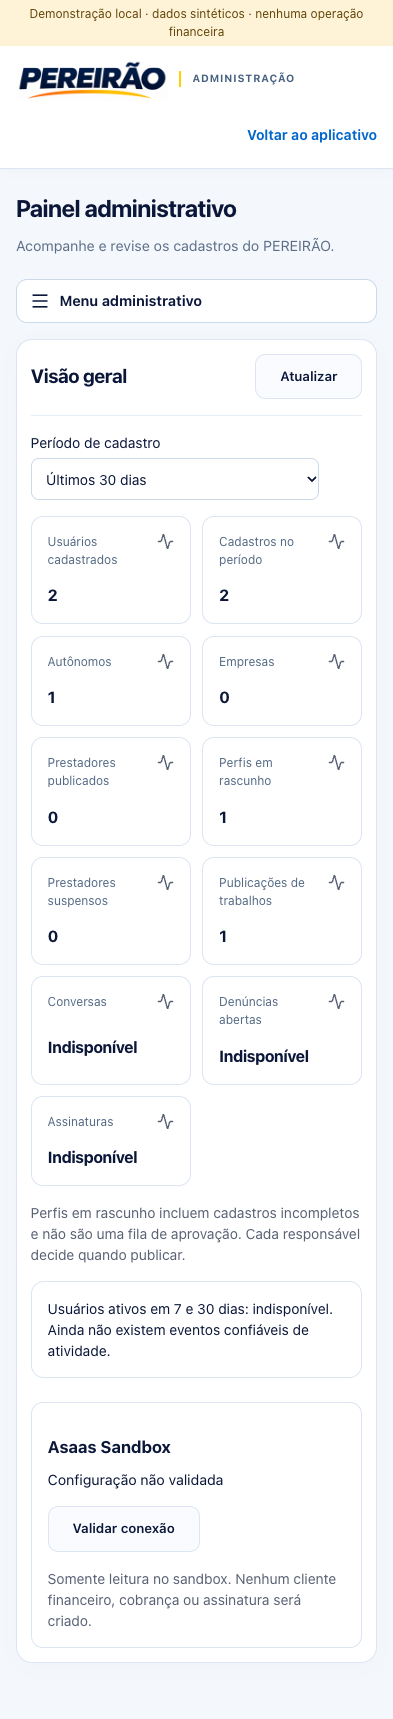 Demonstração local · dados sintéticos · nenhuma operação
financeira
PEREIRÃO
ADMINISTRAÇÃO
Voltar ao aplicativo
Painel administrativo
Acompanhe e revise os cadastros do PEREIRÃO.
Menu administrativo
Visão geral
Atualizar
Período de cadastro
Últimos 30 dias
Usuários
cadastrados
2
Cadastros no
período
2
Autônomos
1
Empresas
0
Prestadores
publicados
0
Perfis em
rascunho
1
Prestadores
suspensos
0
Publicações de
trabalhos
1
Conversas
Indisponível
Denúncias
abertas
Indisponível
Assinaturas
Indisponível
Perfis em rascunho incluem cadastros incompletos
e não são uma fila de aprovação. Cada responsável
decide quando publicar.
Usuários ativos em 7 e 30 dias: indisponível.
Ainda não existem eventos confiáveis de
atividade.
Asaas Sandbox
Configuração não validada
Validar conexão
Somente leitura no sandbox. Nenhum cliente
financeiro, cobrança ou assinatura será
criado.